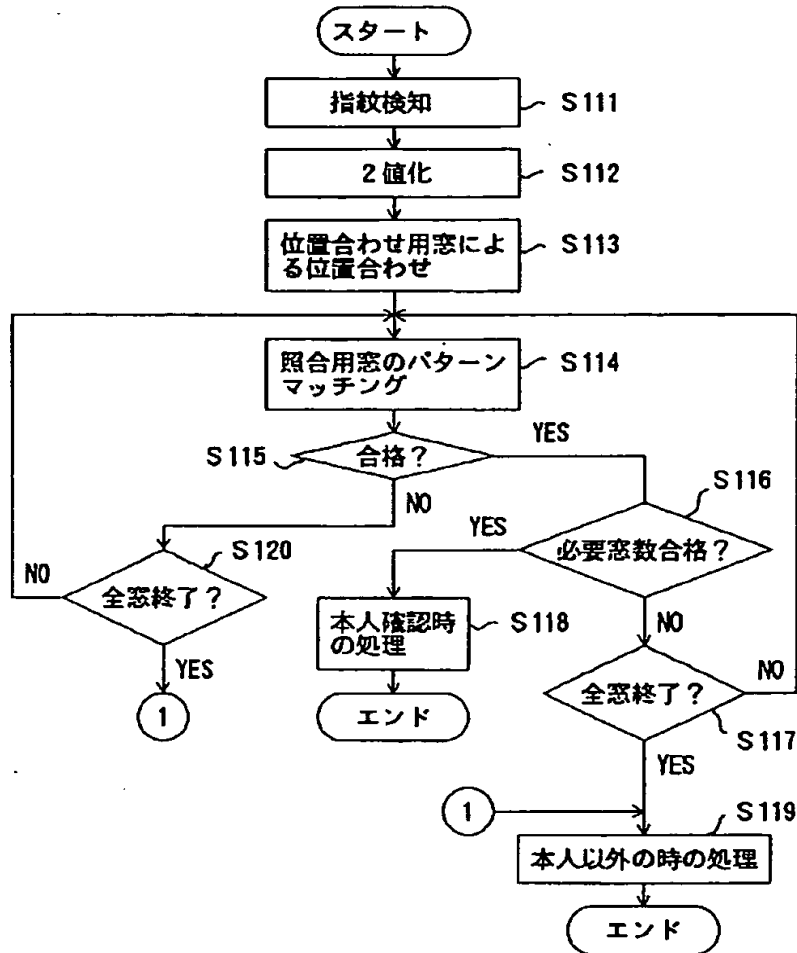 スタート
指紋検知
S111
2値化
S112
位置合わせ用窓によ
る位置合わせ
S113
照合用窓のパターン
マッチング
S114
S115
合格?
YES
NO
S116
必要窓数合格?
YES
NO
S120
全窓終了?
NO
YES
1
本人確認時
の処理
S118
エンド
全窓終了?
NO
S117
YES
1
S119
本人以外の時の処理
エンド